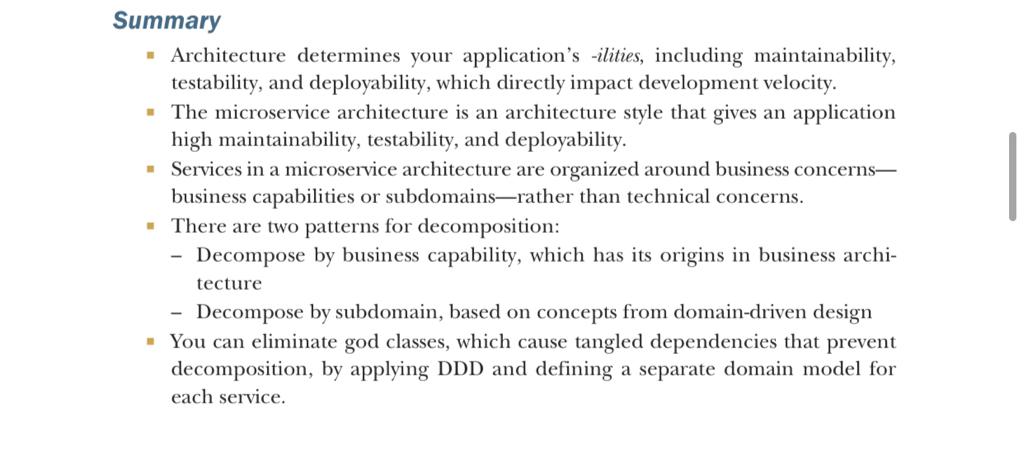 Summary
▪ Architecture determines your application’s -ilities, including maintainability,
testability, and deployability, which directly impact development velocity.
▪ The microservice architecture is an architecture style that gives an application
high maintainability, testability, and deployability.
▪ Services in a microservice architecture are organized around business concerns—
business capabilities or subdomains—rather than technical concerns.
▪ There are two patterns for decomposition:
– Decompose by business capability, which has its origins in business archi-
tecture
– Decompose by subdomain, based on concepts from domain-driven design
▪ You can eliminate god classes, which cause tangled dependencies that prevent
decomposition, by applying DDD and defining a separate domain model for
each service.